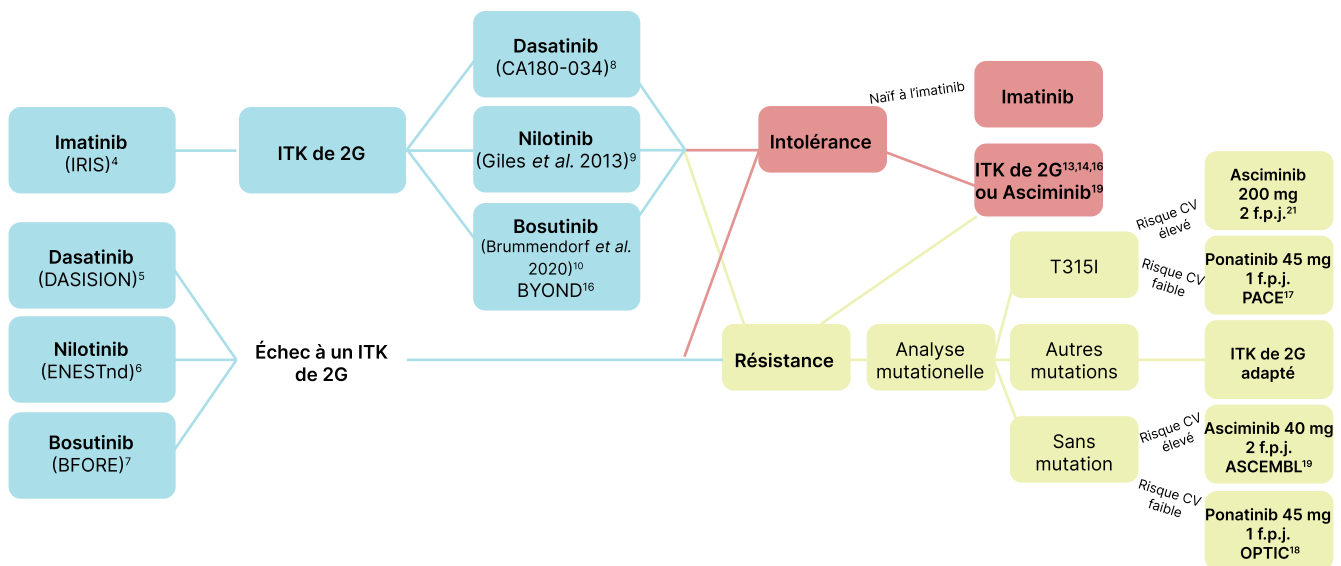 Imatinib
(IRIS)⁴
ITK de 2G
Dasatinib
(CA180-034)⁸
Nilotinib
(Giles et al. 2013)⁹
Bosutinib
(Brummendorf et al.
2020)¹⁰
BYOND¹⁶
Dasatinib
(DASISION)⁵
Nilotinib
(ENESTnd)⁶
Bosutinib
(BFORE)⁷
Échec à un ITK
de 2G
Intolérance
Naïf à l’imatinib
Imatinib
ITK de 2G¹³,¹⁴,¹⁶
ou Asciminib¹⁹
Résistance
Analyse
mutationelle
T315I
Risque CV
élevé
Asciminib
200 mg
2 f.p.j.²¹
Risque CV
faible
Ponatinib 45 mg
1 f.p.j.
PACE¹⁷
Autres
mutations
ITK de 2G
adapté
Sans
mutation
Risque CV
élevé
Asciminib 40 mg
2 f.p.j.
ASCEMBL¹⁹
Risque CV
faible
Ponatinib 45 mg
1 f.p.j.
OPTIC¹⁸